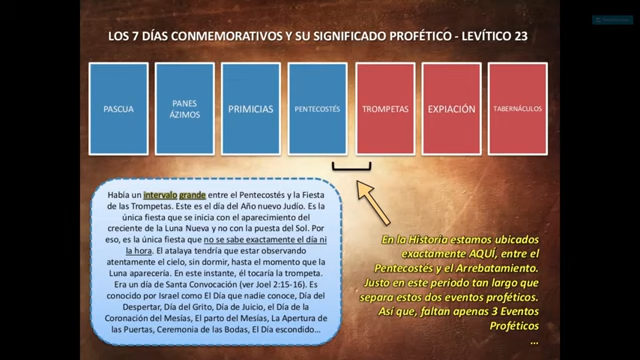 LOS 7 DÍAS CONMEMORATIVOS Y SU SIGNIFICADO PROFÉTICO - LEVÍTICO 23
PASCUA
PANES
ÁZIMOS
PRIMICIAS
PENTECOSTÉS
TROMPETAS
EXPIACIÓN
TABERNÁCULOS
Había un intervalo grande entre el Pentecostés y la Fiesta
de las Trompetas. Este es el día del Año nuevo Judío. Es la
única fiesta que se inicia con el aparecimiento del
creciente de la Luna Nueva y no con la puesta del Sol. Por
eso, es la única fiesta que no se sabe exactamente el día ni
la hora. El atalaya tendría que estar observando
atentamente el cielo, sin dormir, hasta el momento que la
Luna aparecería. En este instante, él tocaría la trompeta.
Era un día de Santa Convocación (ver Joel 2:15-16). Es
conocido por Israel como El Día que nadie conoce, Día del
Despertar, Día del Grito, Día de Juicio, el Día de la
Coronación del Mesías, El parto del Mesías, La Apertura de
las Puertas, Ceremonia de las Bodas, El Día escondido...
En la Historia estamos ubicados
exactamente AQUÍ, entre el
Pentecostés y el Arrebatamiento.
Justo en este periodo tan largo que
separa estos dos eventos proféticos.
Así que, faltan apenas 3 Eventos
Proféticos
...